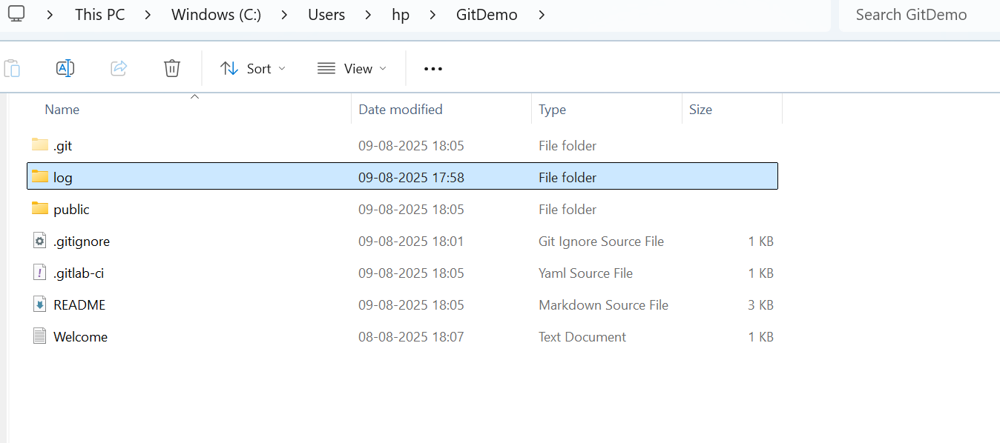 This PC > Windows (C:) > Users > hp > GitDemo > Search GitDemo
Sort View
Name Date modified Type Size
.git 09-08-2025 18:05 File folder
log 09-08-2025 17:58 File folder
public 09-08-2025 18:05 File folder
.gitignore 09-08-2025 18:01 Git Ignore Source File 1 KB
.gitlab-ci 09-08-2025 18:05 Yaml Source File 1 KB
README 09-08-2025 18:05 Markdown Source File 3 KB
Welcome 08-08-2025 18:07 Text Document 1 KB